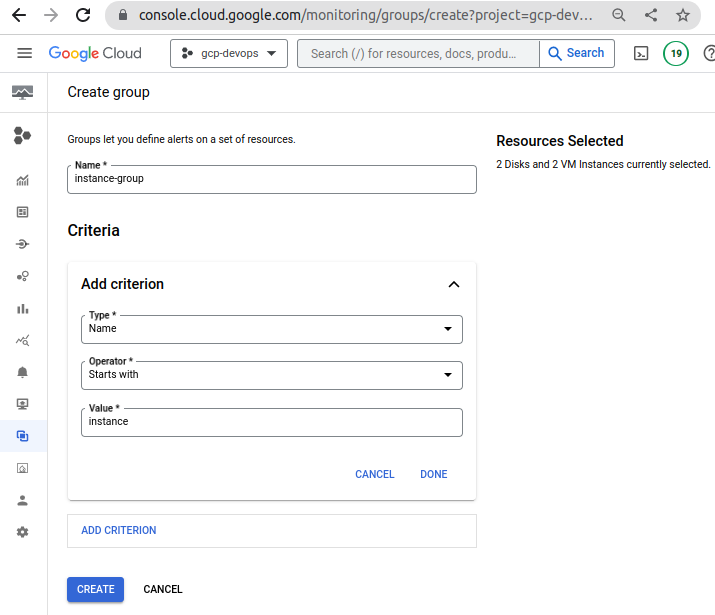 console.cloud.google.com/monitoring/groups/create?project=gcp-dev...
Google Cloud
gcp-devops
Search (/) for resources, docs, produ...
Search
19
Create group
Groups let you define alerts on a set of resources.
Resources Selected
2 Disks and 2 VM Instances currently selected.
Name *
instance-group
Criteria
Add criterion
Type *
Name
Operator *
Starts with
Value *
instance
CANCEL DONE
ADD CRITERION
CREATE CANCEL